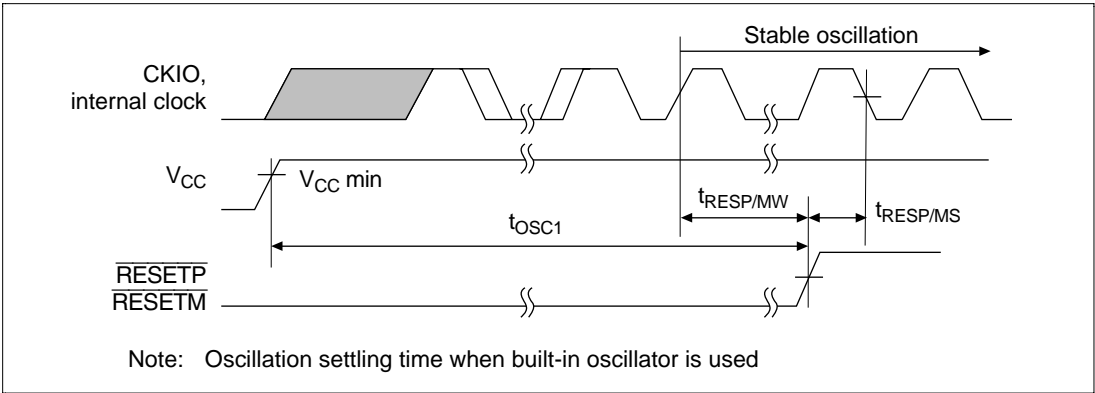 Stable oscillation
CKIO,
internal clock
VCC
VCC min
tRESP/MW
tRESP/MS
tOSC1
RESETP
RESETM
Note: Oscillation settling time when built-in oscillator is used